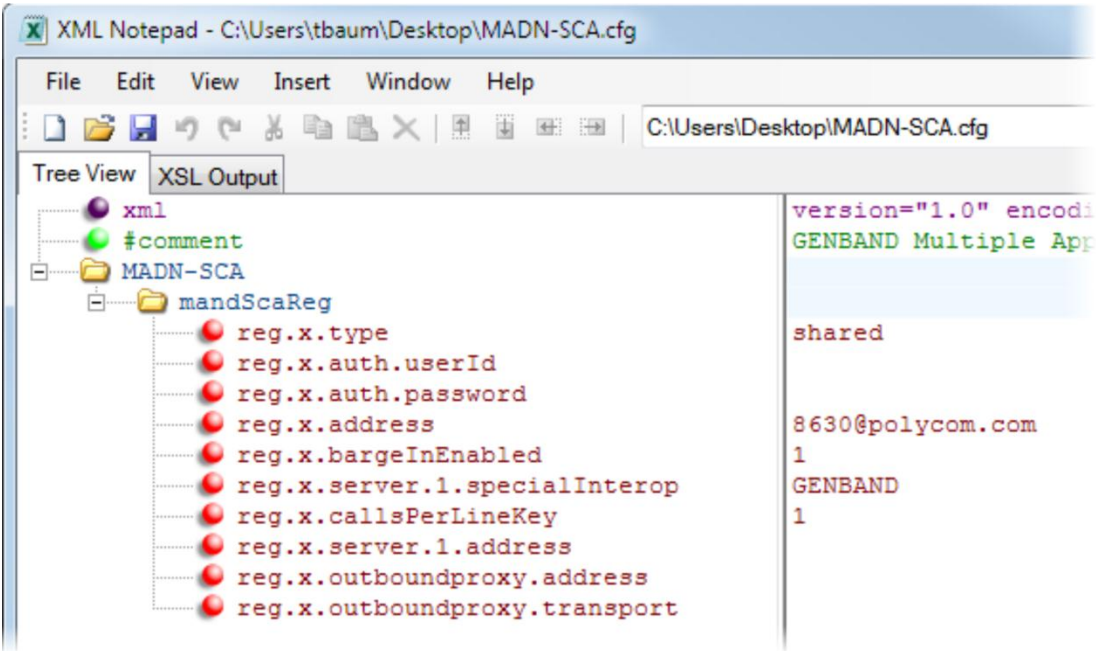 XML Notepad - C:\Users\tbaum\Desktop\MADN-SCA.cfg
File Edit View Insert Window Help
C:\Users\Desktop\MADN-SCA.cfg
Tree View XSL Output
xml version="1.0" encodi
#comment GENBAND Multiple App
MADN-SCA
mandScaReg
reg.x.type shared
reg.x.auth.userId
reg.x.auth.password
reg.x.address 8630@polycom.com
reg.x.bargeInEnabled 1
reg.x.server.1.specialInterop GENBAND
reg.x.callsPerLineKey 1
reg.x.server.1.address
reg.x.outboundproxy.address
reg.x.outboundproxy.transport